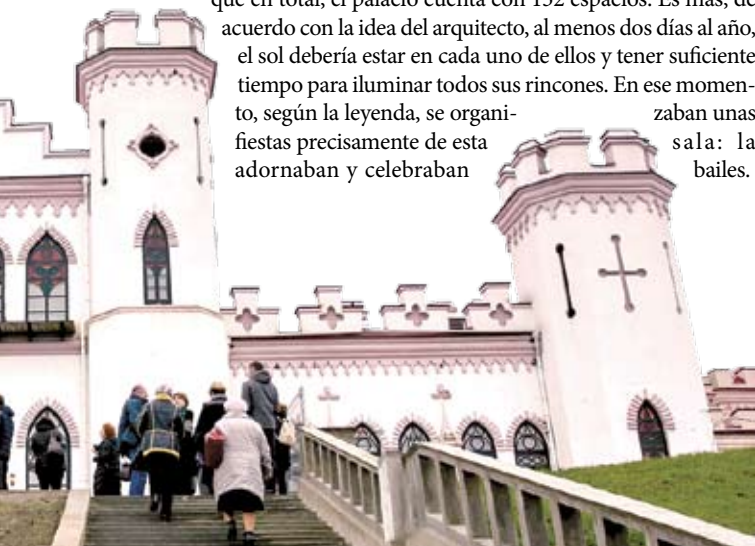 que en total, el palacio cuenta con 132 espacios. Es más, de
acuerdo con la idea del arquitecto, al menos dos días al año,
el sol debería estar en cada uno de ellos y tener suficiente
tiempo para iluminar todos sus rincones. En ese momen-
to, según la leyenda, se organi- zaban unas
fiestas precisamente de esta sala: la
adornaban y celebraban bailes.